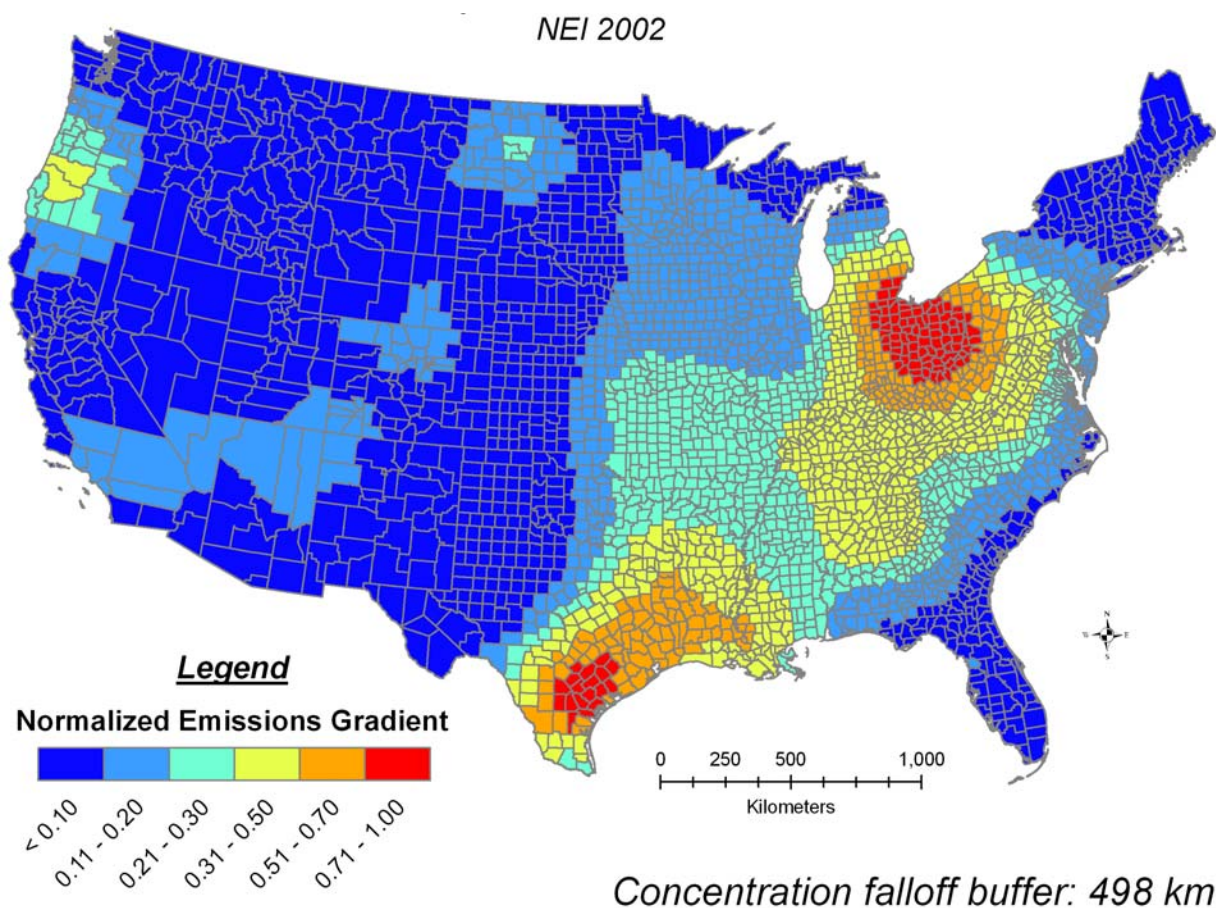 NEI 2002
N
W E
S
Legend
Normalized Emissions Gradient
< 0.10
0.11 - 0.20
0.21 - 0.30
0.31 - 0.50
0.51 - 0.70
0.71 - 1.00
0 250 500 1,000
Kilometers
Concentration falloff buffer: 498 km